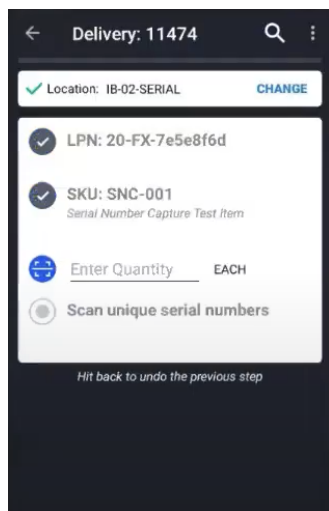 Delivery: 11474
Location: IB-02-SERIAL CHANGE
LPN: 20-FX-7e5e8f6d
SKU: SNC-001
Serial Number Capture Test Item
Enter Quantity EACH
Scan unique serial numbers
Hit back to undo the previous step